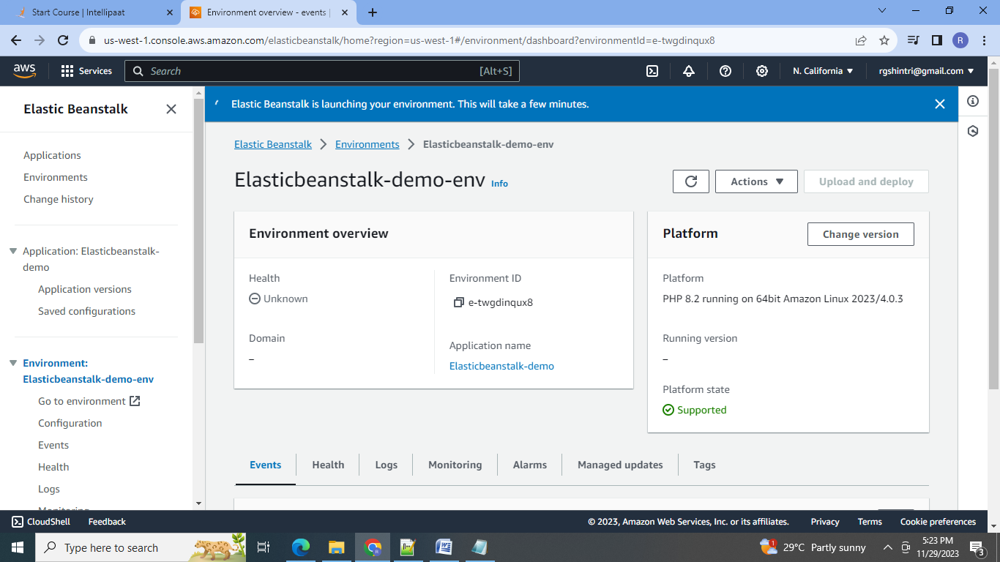 Start Course | Intellipaat
Environment overview - events |
us-west-1.console.aws.amazon.com/elasticbeanstalk/home?region=us-west-1#/environment/dashboard?environmentId=e-twgdinqux8
R
aws
Services
Search
[Alt+S]
N. California
rgshintri@gmail.com
Elastic Beanstalk
Applications
Environments
Change history
Application: Elasticbeanstalk-
demo
Application versions
Saved configurations
Environment:
Elasticbeanstalk-demo-env
Go to environment
Configuration
Events
Health
Logs
Monitoring
Elastic Beanstalk is launching your environment. This will take a few minutes.
Elastic Beanstalk
Environments
Elasticbeanstalk-demo-env
Elasticbeanstalk-demo-env Info
Actions
Upload and deploy
Environment overview
Health
Unknown
Domain
–
Environment ID
e-twgdinqux8
Application name
Elasticbeanstalk-demo
Platform
Change version
Platform
PHP 8.2 running on 64bit Amazon Linux 2023/4.0.3
Running version
–
Platform state
Supported
Events
Health
Logs
Monitoring
Alarms
Managed updates
Tags
CloudShell
Feedback
© 2023, Amazon Web Services, Inc. or its affiliates.
Privacy
Terms
Cookie preferences
Type here to search
1
29°C Partly sunny
5:23 PM
11/29/2023
3